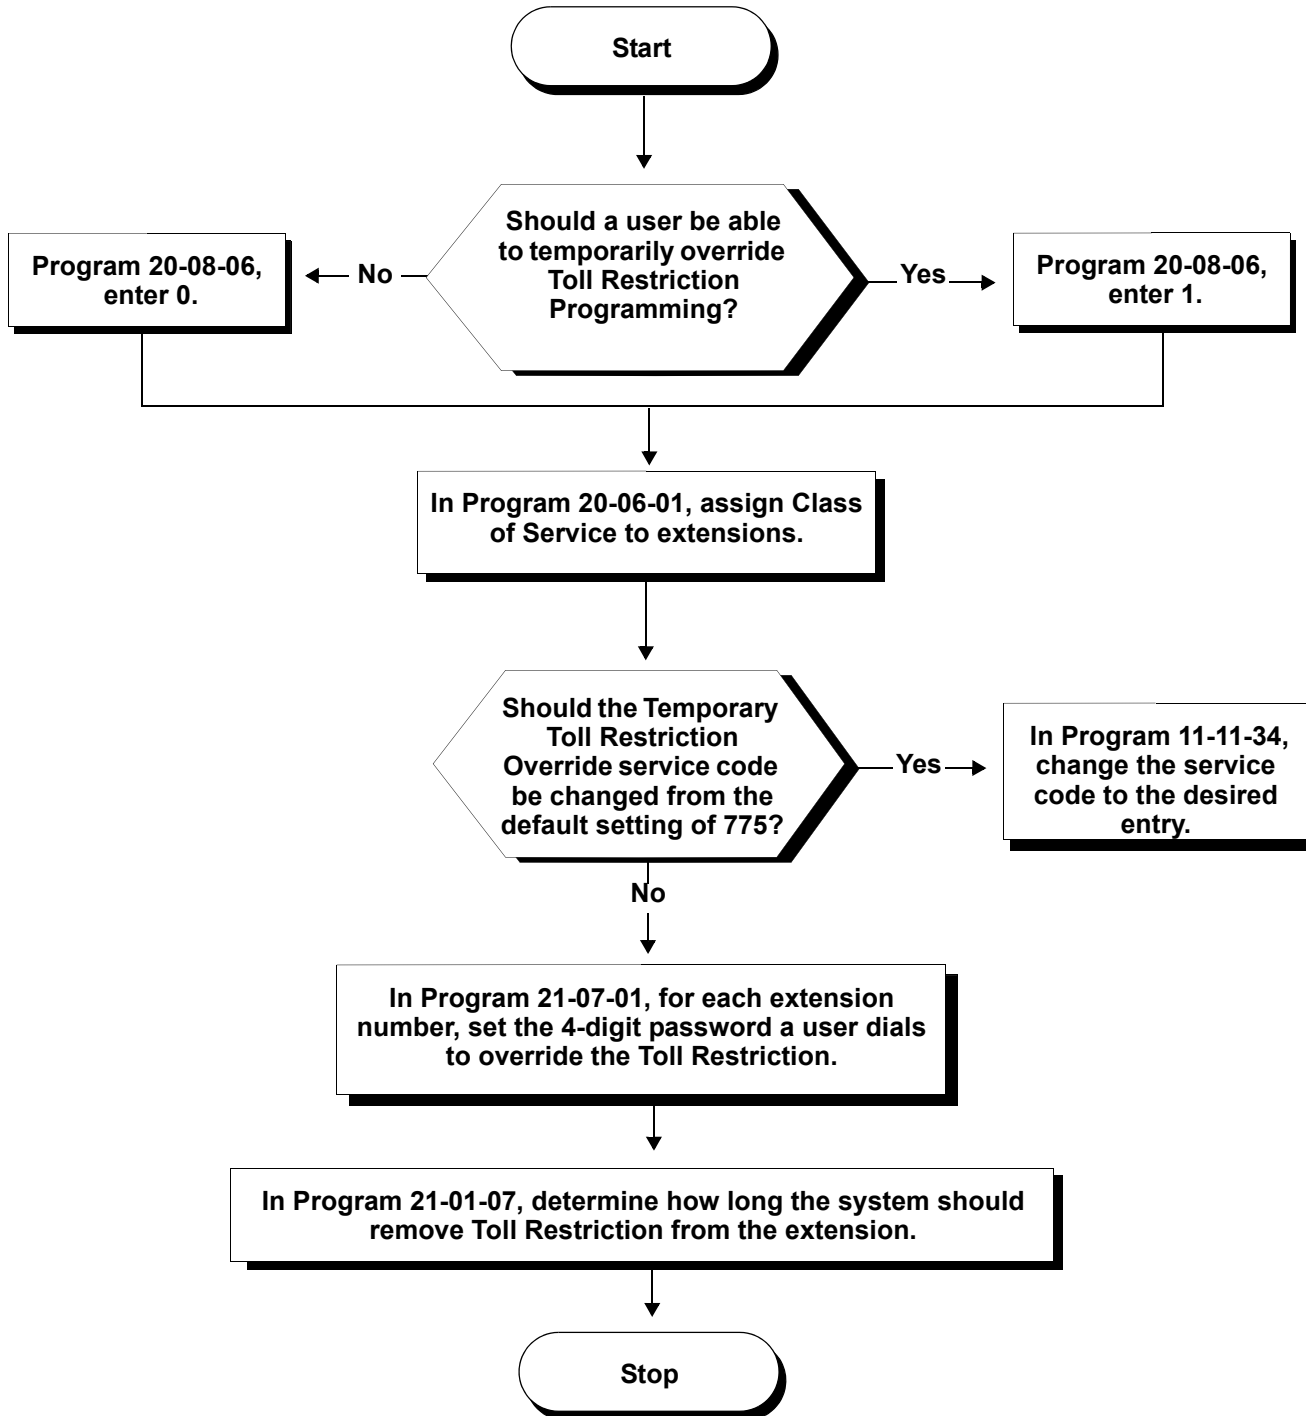 Start
Should a user be able
to temporarily override
Toll Restriction
Programming?
No
Program 20-08-06,
enter 0.
Yes
Program 20-08-06,
enter 1.
In Program 20-06-01, assign Class
of Service to extensions.
Should the Temporary
Toll Restriction
Override service code
be changed from the
default setting of 775?
Yes
In Program 11-11-34,
change the service
code to the desired
entry.
No
In Program 21-07-01, for each extension
number, set the 4-digit password a user dials
to override the Toll Restriction.
In Program 21-01-07, determine how long the system should
remove Toll Restriction from the extension.
Stop